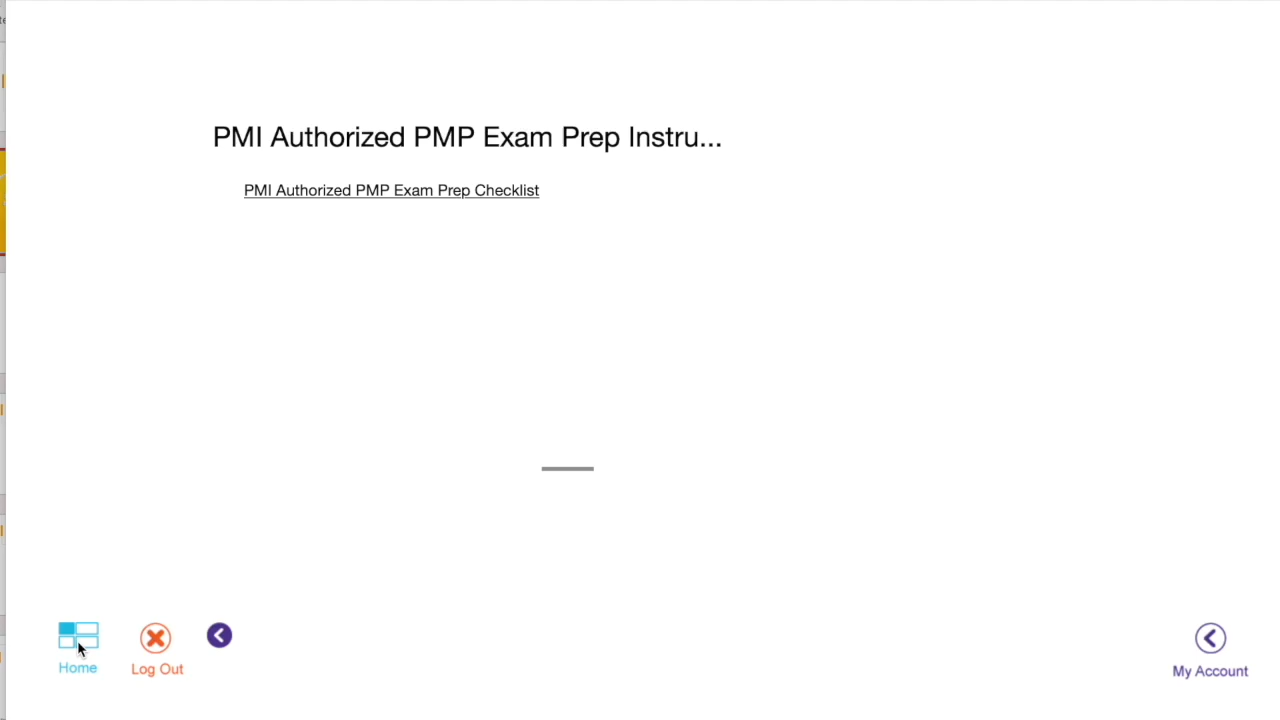 PMI Authorized PMP Exam Prep Instru...
PMI Authorized PMP Exam Prep Checklist
Home
Log Out
My Account